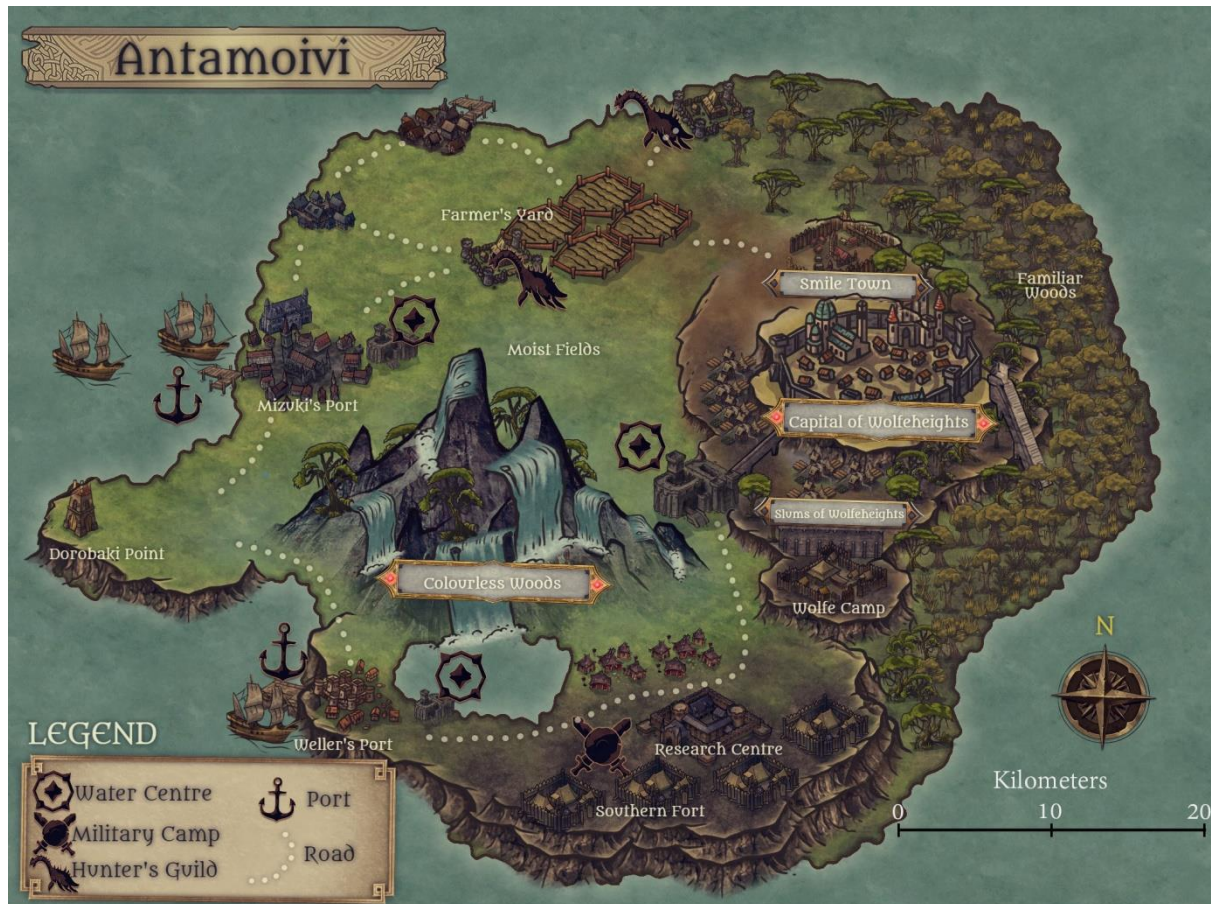 Antamoivi
Farmer's Yard
Smile Town
Familiar
Woods
Moist Fields
Mizuki's Port
Capital of Wolfeheights
Slums of Wolfeheights
Dorobaki Point
Colourless Woods
Wolfe Camp
N
Weller's Port
Research Centre
Southern Fort
Kilometers
0 10 20
LEGEND
Water Centre
Military Camp
Hunter's Guild
Port
Road